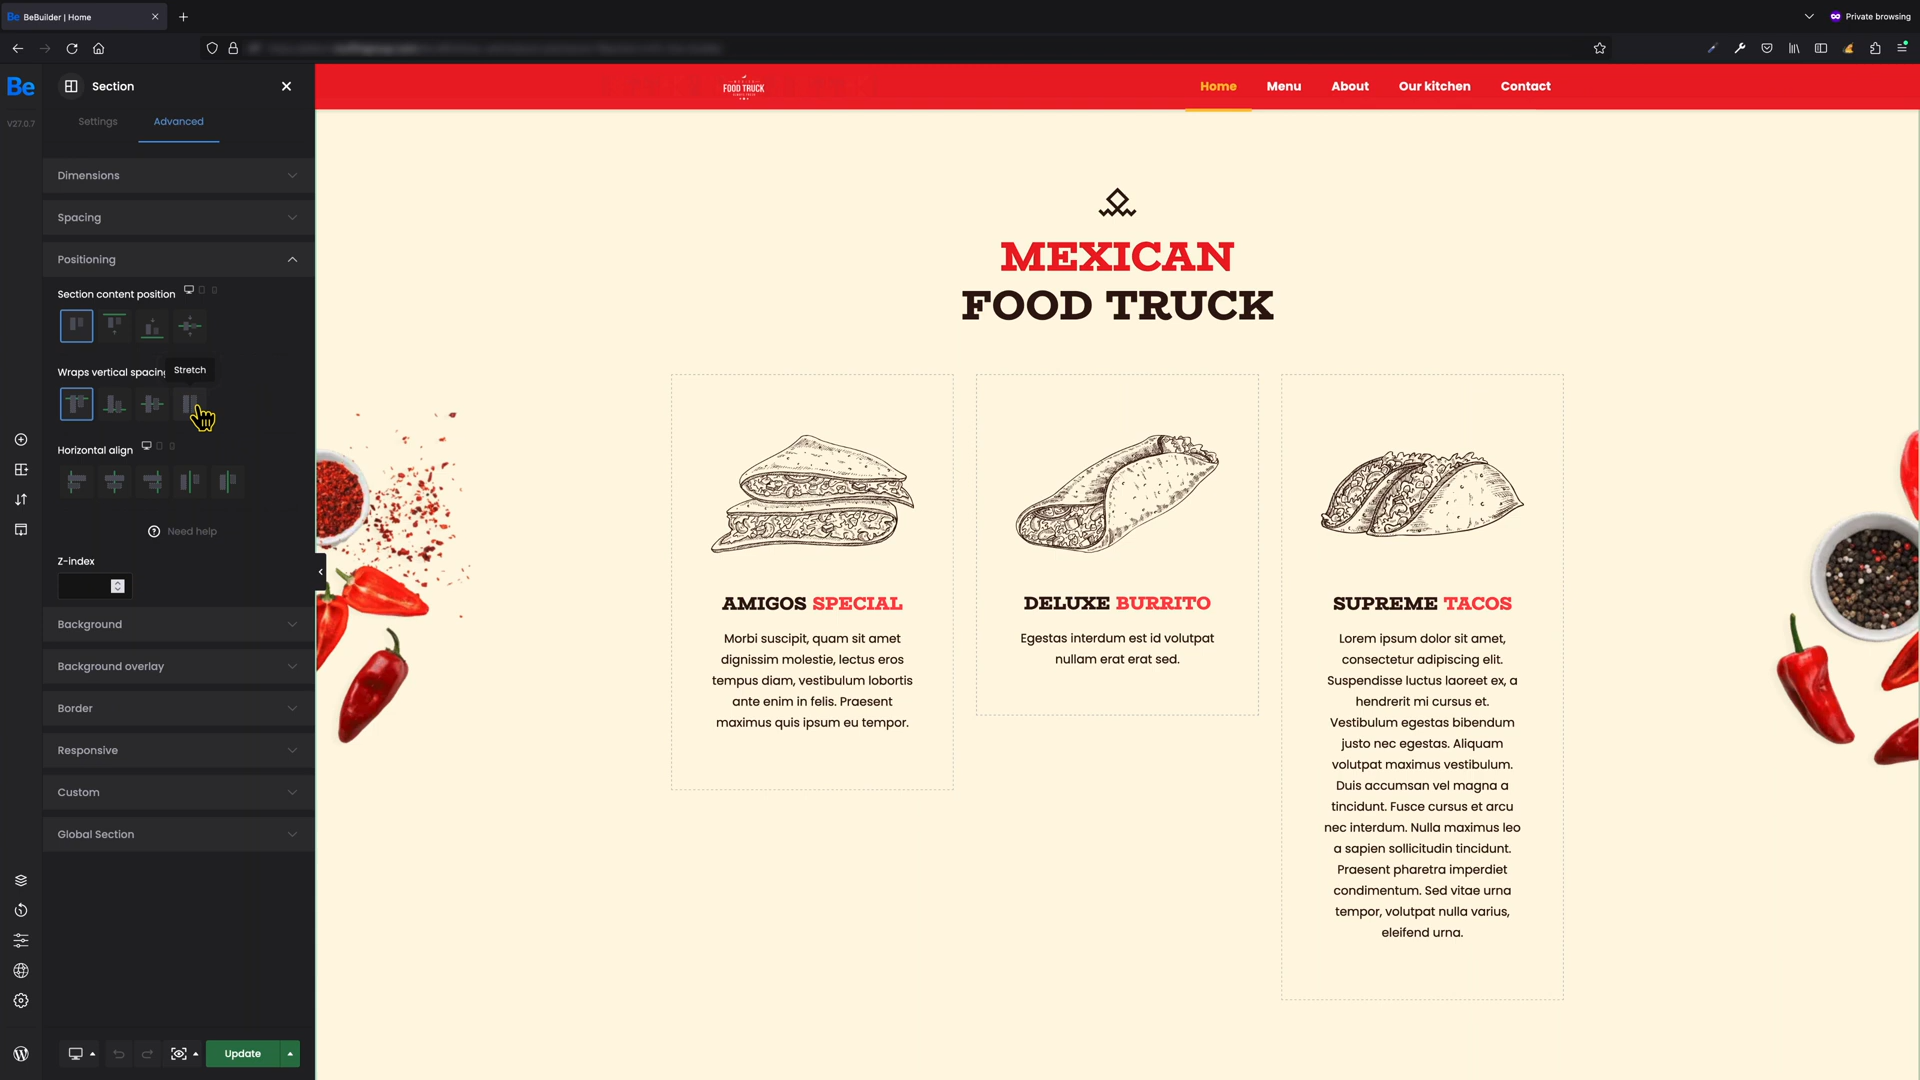 Be BeBuilder | Home
Private browsing
Be
V27.0.7
Section
Settings
Advanced
Dimensions
Spacing
Positioning
Section content position
Wraps vertical spacing
Stretch
Horizontal align
Need help
Z-index
Background
Background overlay
Border
Responsive
Custom
Global Section
Update
FOOD TRUCK
Home
Menu
About
Our kitchen
Contact
MEXICAN
FOOD TRUCK
AMIGOS SPECIAL
Morbi suscipit, quam sit amet
dignissim molestie, lectus eros
tempus diam, vestibulum lobortis
ante enim in felis. Praesent
maximus quis ipsum eu tempor.
DELUXE BURRITO
Egestas interdum est id volutpat
nullam erat erat sed.
SUPREME TACOS
Lorem ipsum dolor sit amet,
consectetur adipiscing elit.
Suspendisse luctus laoreet ex, a
hendrerit mi cursus et.
Vestibulum egestas bibendum
justo nec egestas. Aliquam
volutpat maximus vestibulum.
Duis accumsan vel magna a
tincidunt. Fusce cursus et arcu
nec interdum. Nulla maximus leo
a sapien sollicitudin tincidunt.
Praesent pharetra imperdiet
condimentum. Sed vitae urna
tempor, volutpat nulla varius,
eleifend urna.